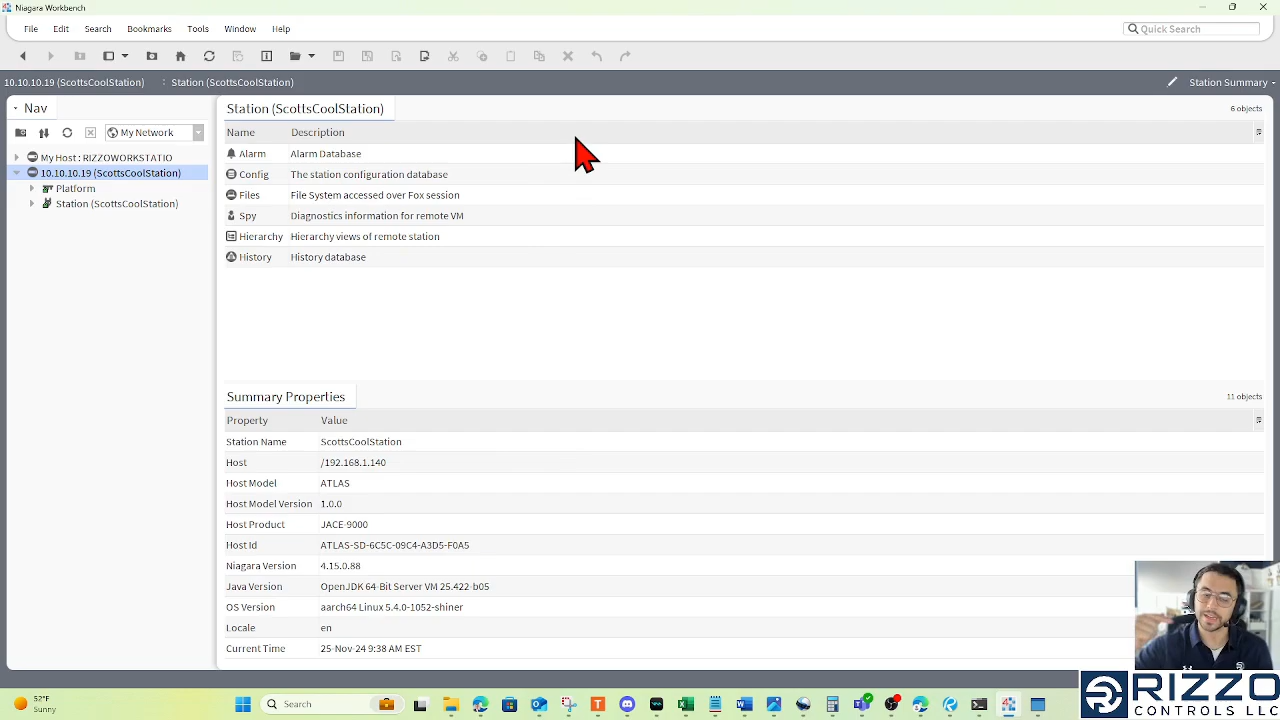 Niagara Workbench
File Edit Search Bookmarks Tools Window Help
Quick Search
10.10.10.19 (ScottsCoolStation) : Station (ScottsCoolStation)
Station Summary
Nav
My Network
My Host : RIZZOWORKSTATIO
10.10.10.19 (ScottsCoolStation)
Platform
Station (ScottsCoolStation)
Station (ScottsCoolStation)
6 objects
Name Description
Alarm Alarm Database
Config The station configuration database
Files File System accessed over Fox session
Spy Diagnostics information for remote VM
Hierarchy Hierarchy views of remote station
History History database
Summary Properties
11 objects
Property Value
Station Name ScottsCoolStation
Host /192.168.1.140
Host Model ATLAS
Host Model Version 1.0.0
Host Product JACE-9000
Host Id ATLAS-SD-6C5C-09C4-A3D5-F0A5
Niagara Version 4.15.0.88
Java Version OpenJDK 64-Bit Server VM 25.422-b05
OS Version aarch64 Linux 5.4.0-1052-shiner
Locale en
Current Time 25-Nov-24 9:38 AM EST
RIZZO
CONTROLS LLC
52°F
Sunny
Search